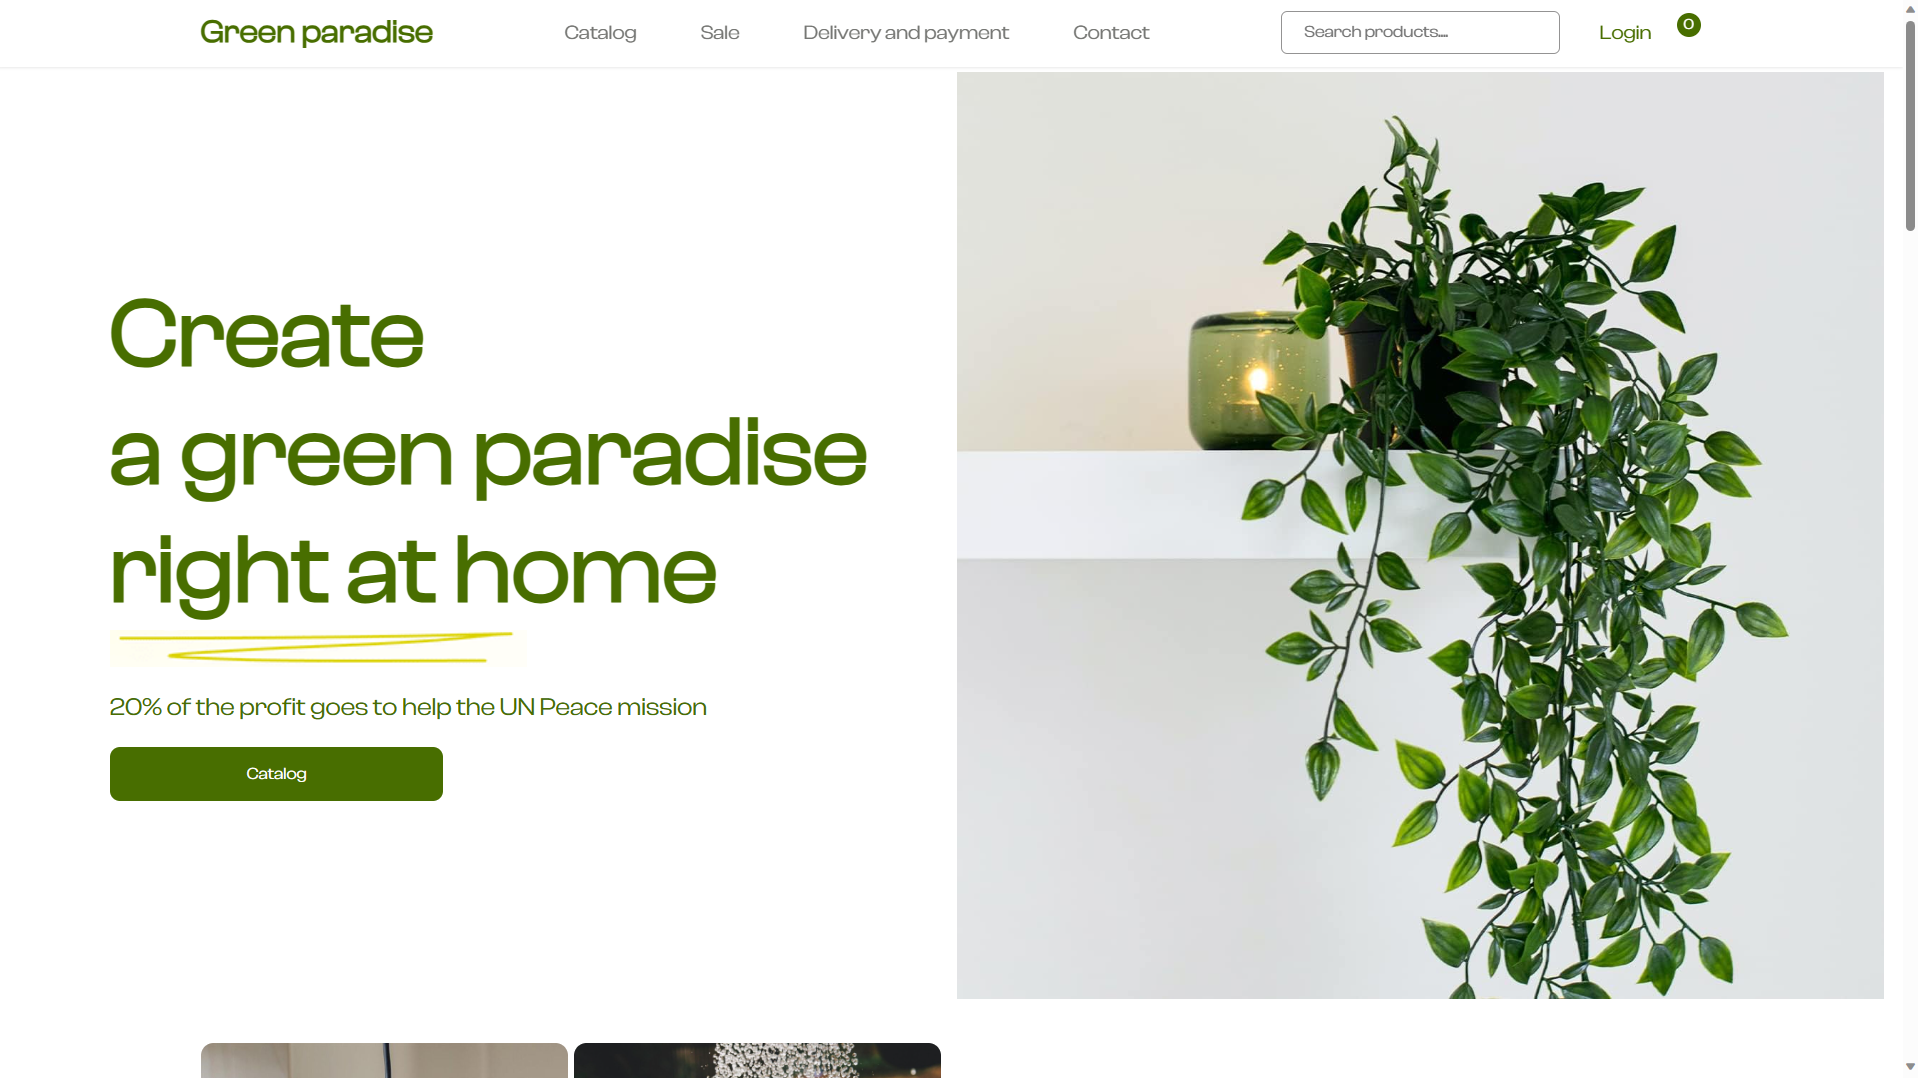 Green paradise
Catalog
Sale
Delivery and payment
Contact
Search products...
Login
0
Create
a green paradise
right at home
20% of the profit goes to help the UN Peace mission
Catalog